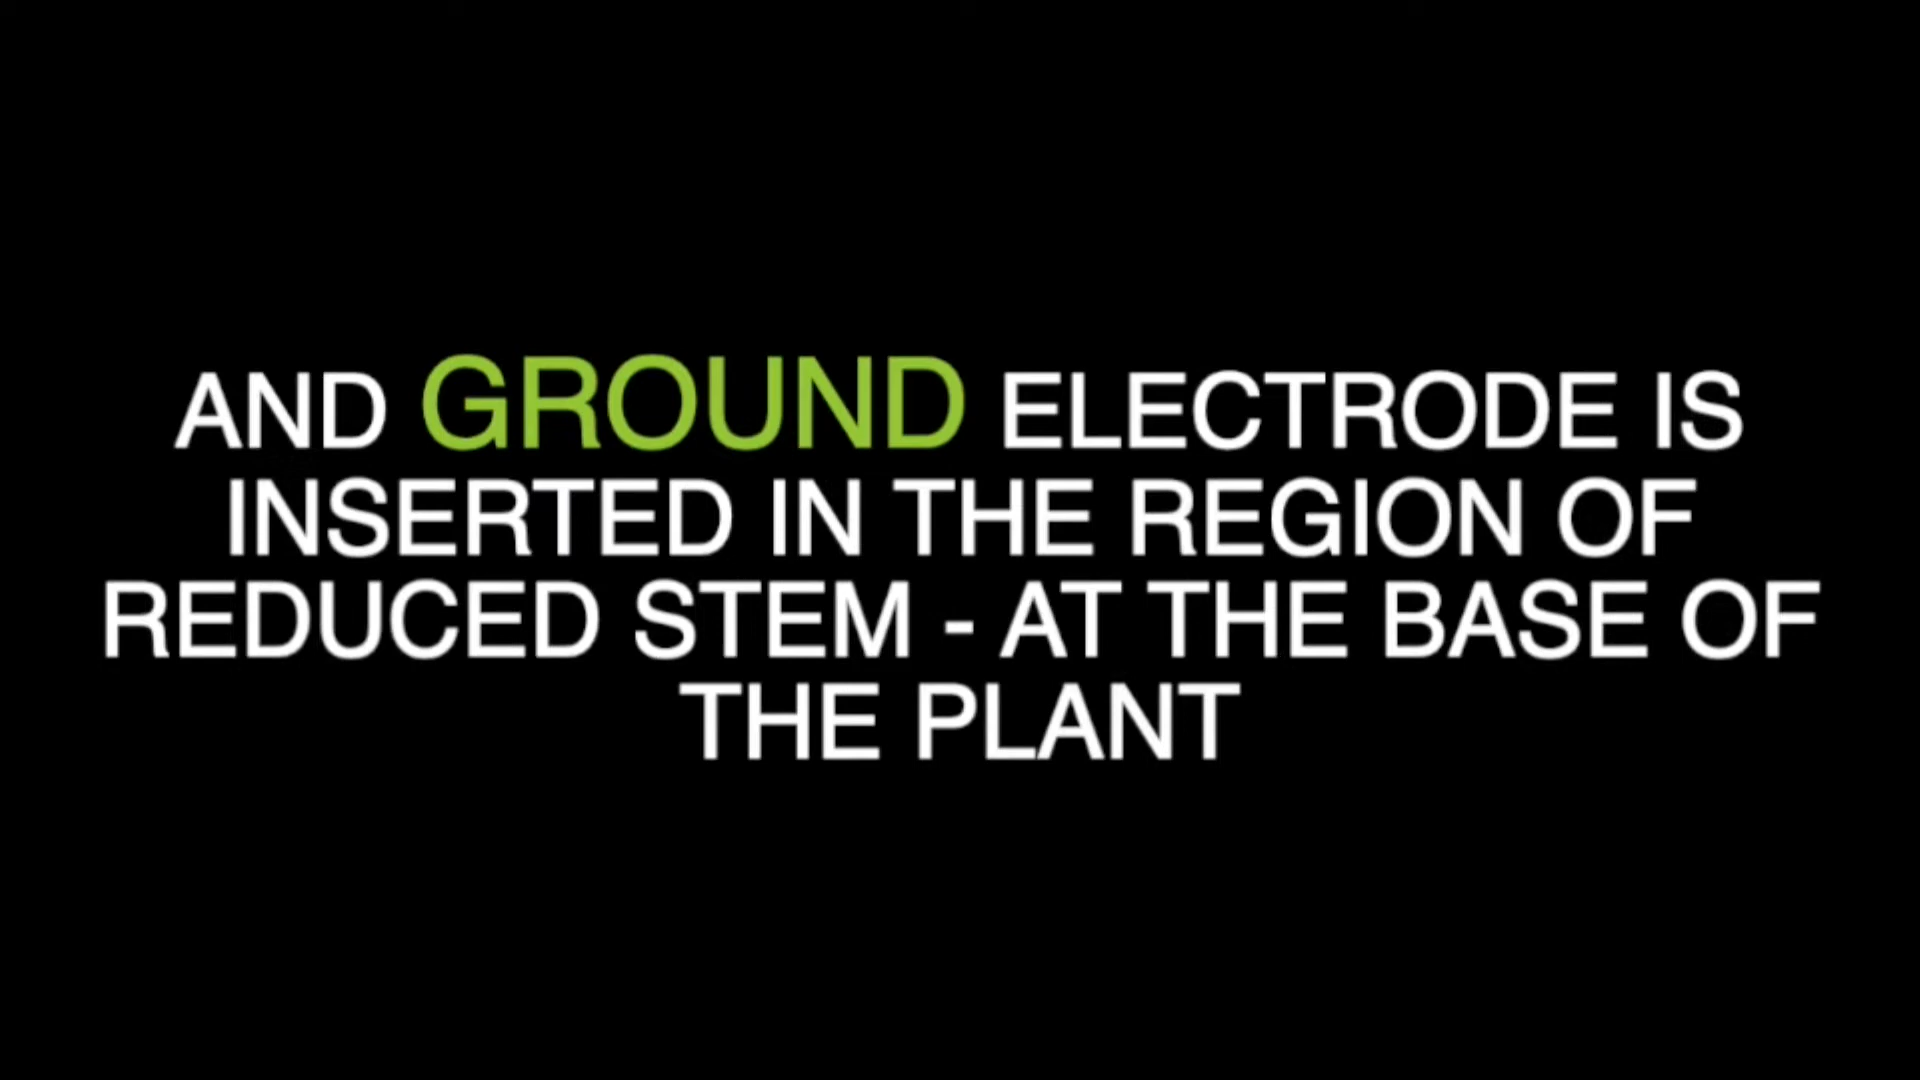 AND GROUND ELECTRODE IS
INSERTED IN THE REGION OF
REDUCED STEM - AT THE BASE OF
THE PLANT